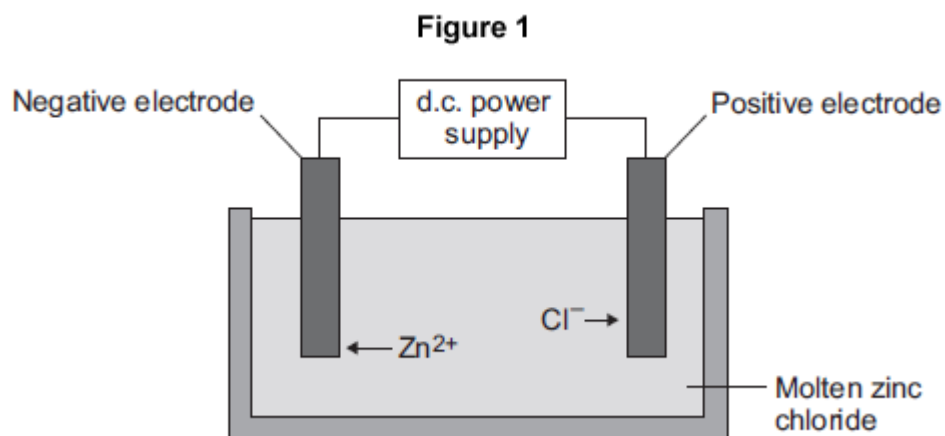 Figure 1
Negative electrode
d.c. power
supply
Positive electrode
Cl⁻
Zn²⁺
Molten zinc
chloride